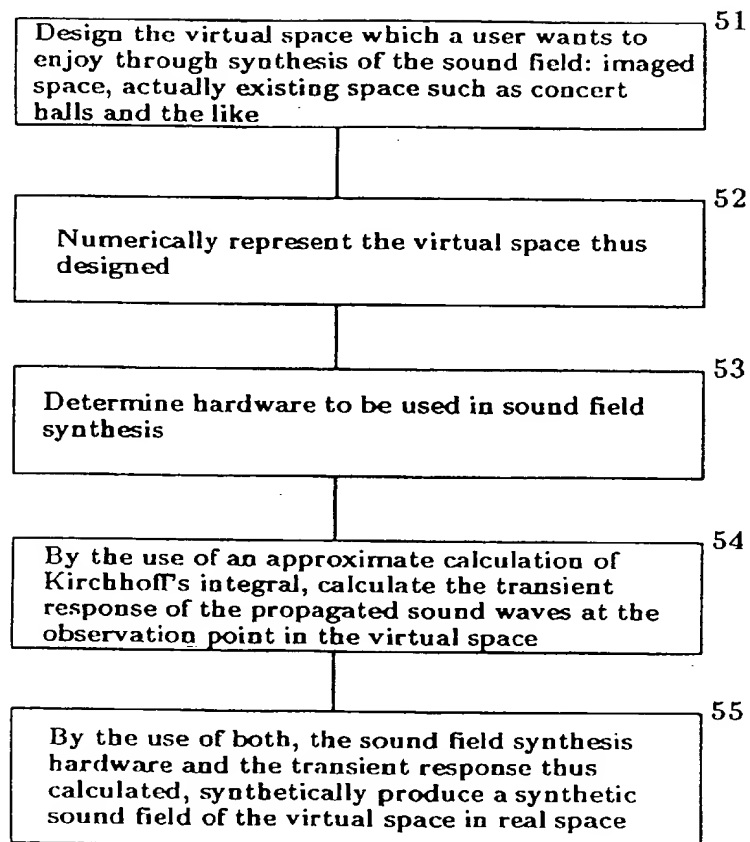 51
Design the virtual space which a user wants to
enjoy through synthesis of the sound field: imaged
space, actually existing space such as concert
halls and the like
52
Numerically represent the virtual space thus
designed
53
Determine hardware to be used in sound field
synthesis
54
By the use of an approximate calculation of
Kirchhoff's integral, calculate the transient
response of the propagated sound waves at the
observation point in the virtual space
55
By the use of both, the sound field synthesis
hardware and the transient response thus
calculated, synthetically produce a synthetic
sound field of the virtual space in real space